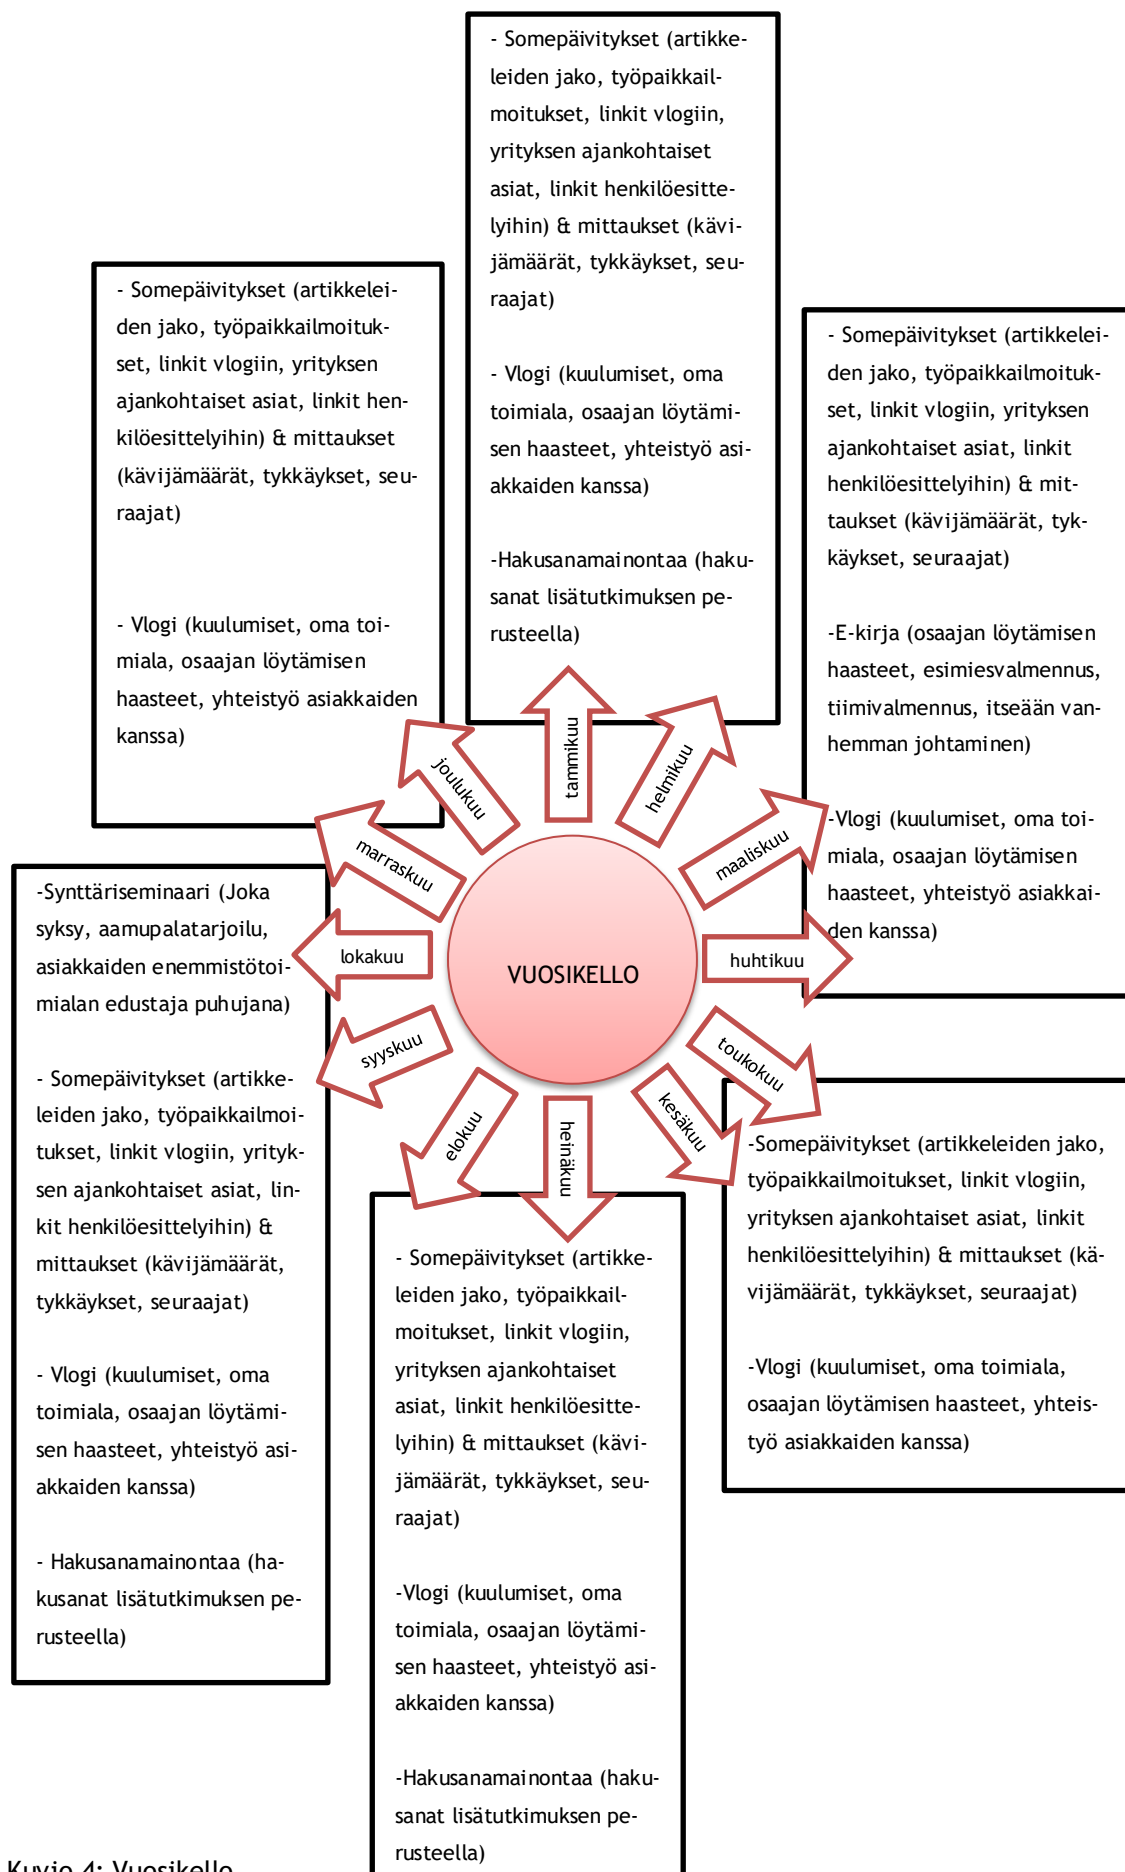 - Somepäivitykset (artikke-
leiden jako, työpaikkail-
moitukset, linkit vlogiin,
yrityksen ajankohtaiset
asiat, linkit henkilöesitte-
lyihin) & mittaukset (kävi-
jämäärät, tykkäykset, seu-
raajat)
- Vlogi (kuulumiset, oma
toimiala, osaajan löytämi-
sen haasteet, yhteistyö asi-
akkaiden kanssa)
-Hakusanamainontaa (haku-
sanat lisätutkimuksen pe-
rusteella)
- Somepäivitykset (artikkelei-
den jako, työpaikkailmoituk-
set, linkit vlogiin, yrityksen
ajankohtaiset asiat, linkit hen-
kilöesittelyihin) & mittaukset
(kävijämäärät, tykkäykset, seu-
raajat)
- Vlogi (kuulumiset, oma toi-
miala, osaajan löytämisen
haasteet, yhteistyö asiakkaiden
kanssa)
- Somepäivitykset (artikkelei-
den jako, työpaikkailmoituk-
set, linkit vlogiin, yrityksen
ajankohtaiset asiat, linkit
henkilöesittelyihin) & mit-
taukset (kävijämäärät, tyk-
käykset, seuraajat)
-E-kirja (osaajan löytämisen
haasteet, esimiesvalmennus,
tiimivalmennus, itseään van-
hemman johtaminen)
-Vlogi (kuulumiset, oma toi-
miala, osaajan löytämisen
haasteet, yhteistyö asiakkai-
den kanssa)
tammikuu
helmikuu
maaliskuu
huhtikuu
toukokuu
kesäkuu
heinäkuu
elokuu
syyskuu
lokakuu
marraskuu
joulukuu
VUOSIKELLO
-Synttäriseminaari (Joka
syksy, aamupalatarjoilu,
asiakkaiden enemmistötoi-
mialan edustaja puhujana)
- Somepäivitykset (artikke-
leiden jako, työpaikkailmoi-
tukset, linkit vlogiin, yrityk-
sen ajankohtaiset asiat, lin-
kit henkilöesittelyihin) &
mittaukset (kävijämäärät,
tykkäykset, seuraajat)
- Vlogi (kuulumiset, oma
toimiala, osaajan löytämi-
sen haasteet, yhteistyö asi-
akkaiden kanssa)
- Hakusanamainontaa (ha-
kusanat lisätutkimuksen pe-
rusteella)
-Somepäivitykset (artikkeleiden jako,
työpaikkailmoitukset, linkit vlogiin,
yrityksen ajankohtaiset asiat, linkit
henkilöesittelyihin) & mittaukset (kä-
vijämäärät, tykkäykset, seuraajat)
-Vlogi (kuulumiset, oma toimiala,
osaajan löytämisen haasteet, yhteis-
työ asiakkaiden kanssa)
- Somepäivitykset (artikke-
leiden jako, työpaikkail-
moitukset, linkit vlogiin,
yrityksen ajankohtaiset
asiat, linkit henkilöesitte-
lyihin) & mittaukset (kävi-
jämäärät, tykkäykset, seu-
raajat)
-Vlogi (kuulumiset, oma
toimiala, osaajan löytämi-
sen haasteet, yhteistyö asi-
akkaiden kanssa)
-Hakusanamainontaa (haku-
sanat lisätutkimuksen pe-
rusteella)
Kuvio 4: Vuosikello